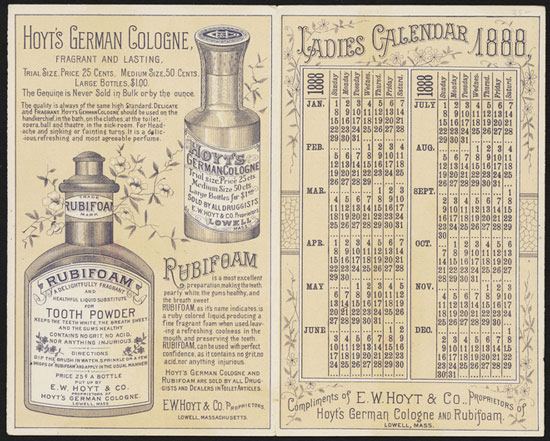 HOYT'S GERMAN COLOGNE,
FRAGRANT AND LASTING.
TRIAL SIZE. PRICE 25 CENTS. MEDIUM SIZE. 50 CENTS.
LARGE BOTTLES, $1.00.
The Genuine is Never Sold in Bulk or by the ounce.
The quality is always of the same high Standard. DELICATE
AND FRAGRANT HOYT'S GERMAN COLOGNE should be used on the
handkerchief, in the bath, on the clothes, at the toilet,
opera, ball and theatre, in the sick-room. For Head-
ache and sinking or fainting turns. It is a delic-
ious, refreshing and most agreeable perfume.
HOYT'S
GERMAN COLOGNE
Trial size, Price 25 cts.
Medium Size 50 cts.
Large Bottles for $1.00
SOLD BY ALL DRUGGISTS.
E.W. HOYT & CO. Proprietors
LOWELL,
MASS.
TRADE
RUBIFOAM
MARK
RUBIFOAM
A DELIGHTFULLY FRAGRANT
AND
HEALTHFUL LIQUID SUBSTITUTE
FOR
TOOTH POWDER
KEEPS THE TEETH WHITE, THE BREATH SWEET
AND THE GUMS HEALTHY
CONTAINS NO GRIT, NO ACID,
NOR ANYTHING INJURIOUS
DIRECTIONS
DIP THE BRUSH IN WATER, SPRINKLE ON A FEW
DROPS OF RUBIFOAM AND APPLY IN THE USUAL MANNER
PRICE 25¢ A BOTTLE
PUT UP BY
E.W. HOYT & CO.
PROPRIETORS OF
HOYT'S GERMAN COLOGNE
LOWELL, MASS.
RUBIFOAM
is a most excellent
preparation, making the teeth
pearly white, the gums healthy, and
the breath sweet.
RUBIFOAM, as its name indicates is
a ruby colored liquid, producing a
fine fragrant foam when used, leav-
ing a refreshing coolness in the
mouth, and preserving the teeth.
RUBIFOAM, can be used with perfect
confidence, as it contains no grit, no
acid, nor anything injurious.
HOYT'S GERMAN COLOGNE AND
RUBIFOAM ARE SOLD BY ALL DRUG-
GISTS AND DEALERS IN TOILET ARTICLES.
E.W. HOYT & CO. PROPRIETORS
LOWELL, MASSACHUSETTS.
LADIES CALENDAR 1888.
1888 Sunday. Monday. Tuesday. Wednes. Thursd. Friday. Saturd.
JAN. 1 2 3 4 5 6 7
8 9 10 11 12 13 14
15 16 17 18 19 20 21
22 23 24 25 26 27 28
29 30 31
FEB. 1 2 3 4
5 6 7 8 9 10 11
12 13 14 15 16 17 18
19 20 21 22 23 24 25
26 27 28 29
MAR. 1 2 3
4 5 6 7 8 9 10
11 12 13 14 15 16 17
18 19 20 21 22 23 24
25 26 27 28 29 30 31
APR. 1 2 3 4 5 6 7
8 9 10 11 12 13 14
15 16 17 18 19 20 21
22 23 24 25 26 27 28
29 30
MAY 1 2 3 4 5
6 7 8 9 10 11 12
13 14 15 16 17 18 19
20 21 22 23 24 25 26
27 28 29 30 31
JUNE 1 2
3 4 5 6 7 8 9
10 11 12 13 14 15 16
17 18 19 20 21 22 23
24 25 26 27 28 29 30
1888 Sunday. Monday. Tuesday. Wednes. Thursd. Friday. Saturd.
JULY 1 2 3 4 5 6 7
8 9 10 11 12 13 14
15 16 17 18 19 20 21
22 23 24 25 26 27 28
29 30 31
AUG. 1 2 3 4
5 6 7 8 9 10 11
12 13 14 15 16 17 18
19 20 21 22 23 24 25
26 27 28 29 30 31
SEPT. 1
2 3 4 5 6 7 8
9 10 11 12 13 14 15
16 17 18 19 20 21 22
23 24 25 26 27 28 29
30
OCT. 1 2 3 4 5 6
7 8 9 10 11 12 13
14 15 16 17 18 19 20
21 22 23 24 25 26 27
28 29 30 31
NOV. 1 2 3
4 5 6 7 8 9 10
11 12 13 14 15 16 17
18 19 20 21 22 23 24
25 26 27 28 29 30
DEC. 1
2 3 4 5 6 7 8
9 10 11 12 13 14 15
16 17 18 19 20 21 22
23 24 25 26 27 28 29
30 31
Compliments of E.W. HOYT & CO., PROPRIETORS OF
Hoyt's German Cologne AND Rubifoam.
LOWELL, MASS.